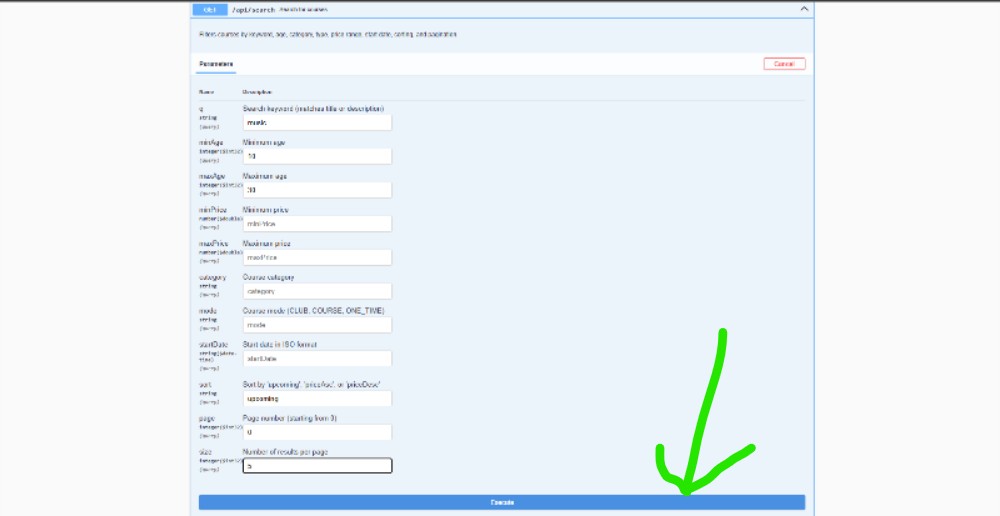 GET /api/search Search for courses
Filters courses by keyword, age, category, type, price range, start date, sorting, and pagination
Parameters Cancel
Name Description
q Search keyword (matches title or description)
string
(query)
music
minAge Minimum age
integer($int32)
(query)
10
maxAge Maximum age
integer($int32)
(query)
30
minPrice Minimum price
number($double)
(query)
minPrice
maxPrice Maximum price
number($double)
(query)
maxPrice
category Course category
string
(query)
category
mode Course mode (CLUB, COURSE, ONE_TIME)
string
(query)
mode
startDate Start date in ISO format
string($date-time)
(query)
startDate
sort Sort by 'upcoming', 'priceAsc', or 'priceDesc'
string
(query)
upcoming
page Page number (starting from 0)
integer($int32)
(query)
0
size Number of results per page
integer($int32)
(query)
5
Execute